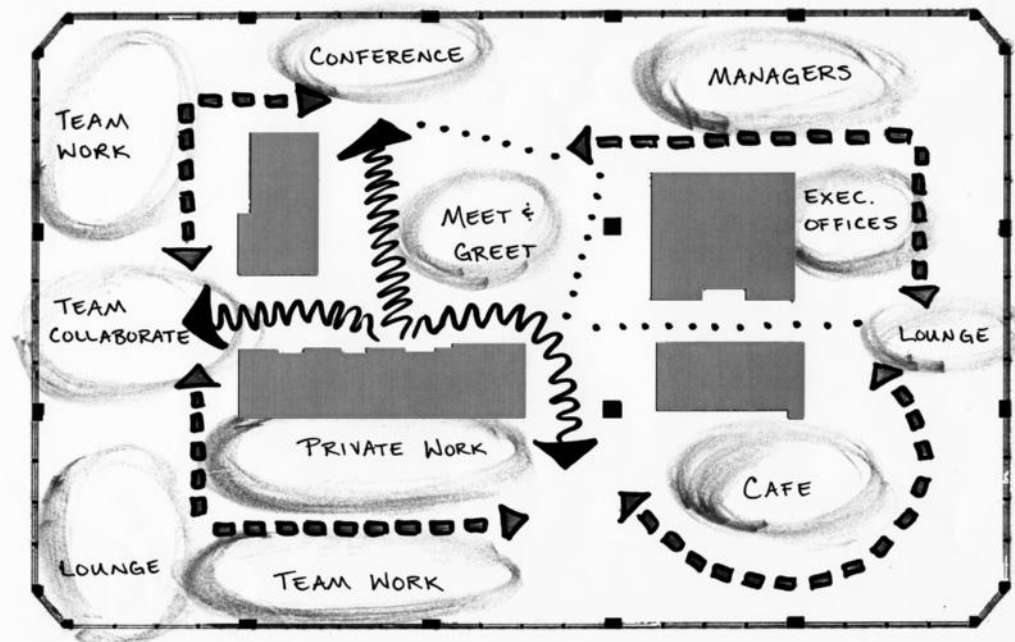 CONFERENCE
MANAGERS
TEAM
WORK
MEET &
GREET
EXEC.
OFFICES
TEAM
COLLABORATE
LOUNGE
PRIVATE WORK
CAFE
LOUNGE
TEAM WORK